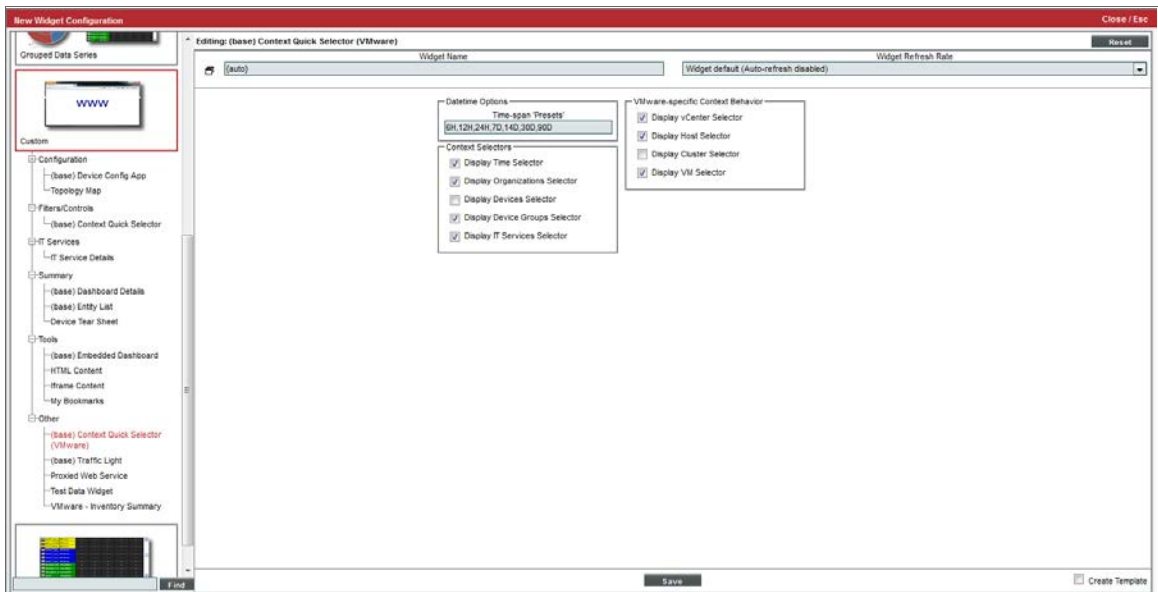 New Widget Configuration
Close / Esc
Grouped Data Series
www
Custom
Configuration
(base) Device Config App
Topology Map
Filters/Controls
(base) Context Quick Selector
IT Services
IT Service Details
Summary
(base) Dashboard Details
(base) Entity List
Device Tear Sheet
Tools
(base) Embedded Dashboard
HTML Content
Iframe Content
My Bookmarks
Other
(base) Context Quick Selector
(VMware)
(base) Traffic Light
Proxied Web Service
Test Data Widget
VMware - Inventory Summary
Find
Editing: (base) Context Quick Selector (VMware)
Reset
Widget Name
Widget Refresh Rate
{auto}
Widget default (Auto-refresh disabled)
Datetime Options
Time-span 'Presets'
6H,12H,24H,7D,14D,30D,90D
Context Selectors
Display Time Selector
Display Organizations Selector
Display Devices Selector
Display Device Groups Selector
Display IT Services Selector
VMware-specific Context Behavior
Display vCenter Selector
Display Host Selector
Display Cluster Selector
Display VM Selector
Save
Create Template